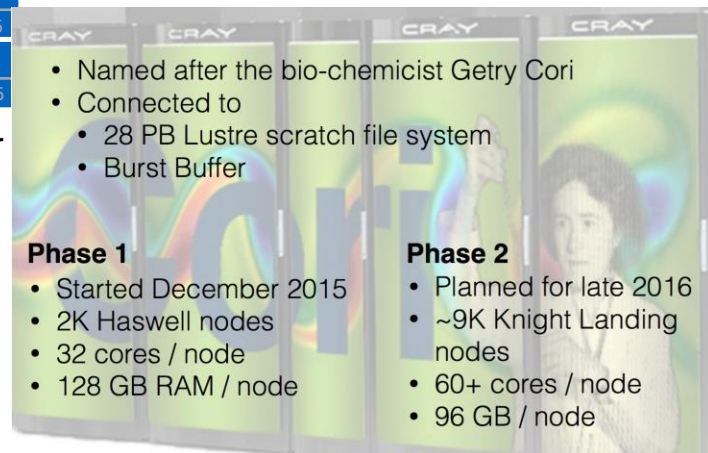 CRAY CRAY CRAY CRAY
• Named after the bio-chemicist Getry Cori
• Connected to
• 28 PB Lustre scratch file system
• Burst Buffer
Cori
Phase 1
• Started December 2015
• 2K Haswell nodes
• 32 cores / node
• 128 GB RAM / node
Phase 2
• Planned for late 2016
• ~9K Knight Landing
nodes
• 60+ cores / node
• 96 GB / node